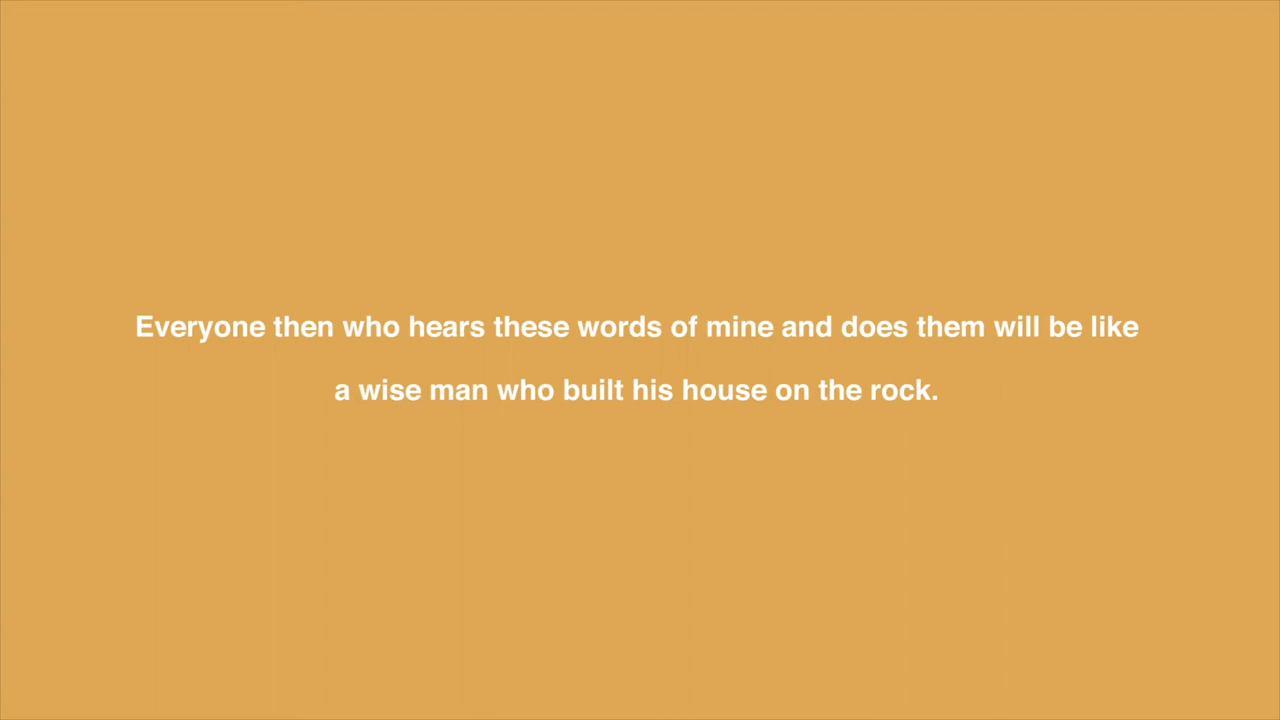 Everyone then who hears these words of mine and does them will be like
a wise man who built his house on the rock.